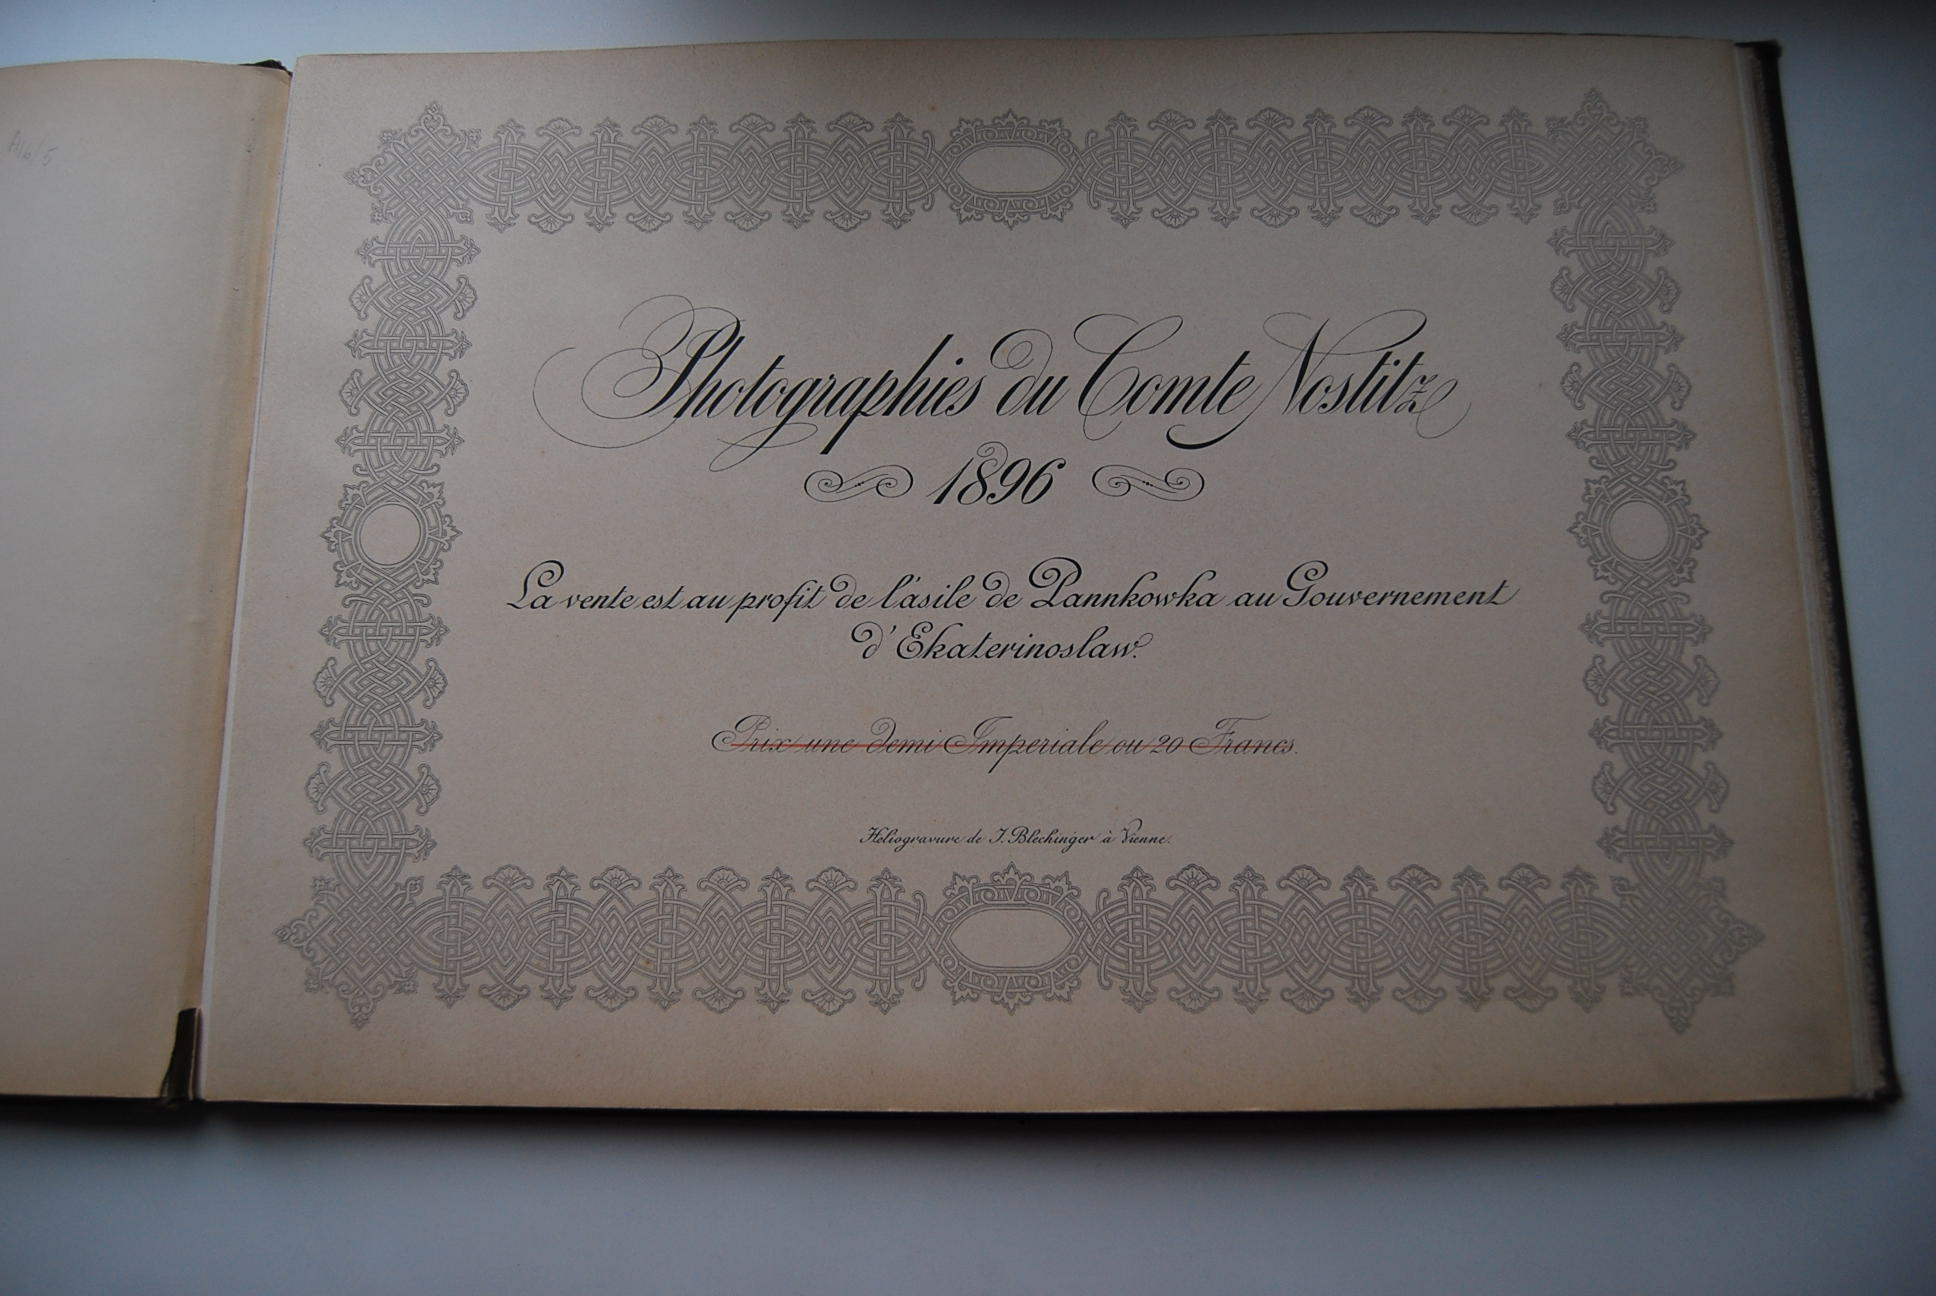 Photographies du Comte Nostitz
1896
La vente est au profit de l'asile de Pannkowka au Gouvernement
d'Ekaterinoslaw.
Prix une demi Imperiale ou 20 Francs.
Heliogravure de J. Blechinger à Vienne.